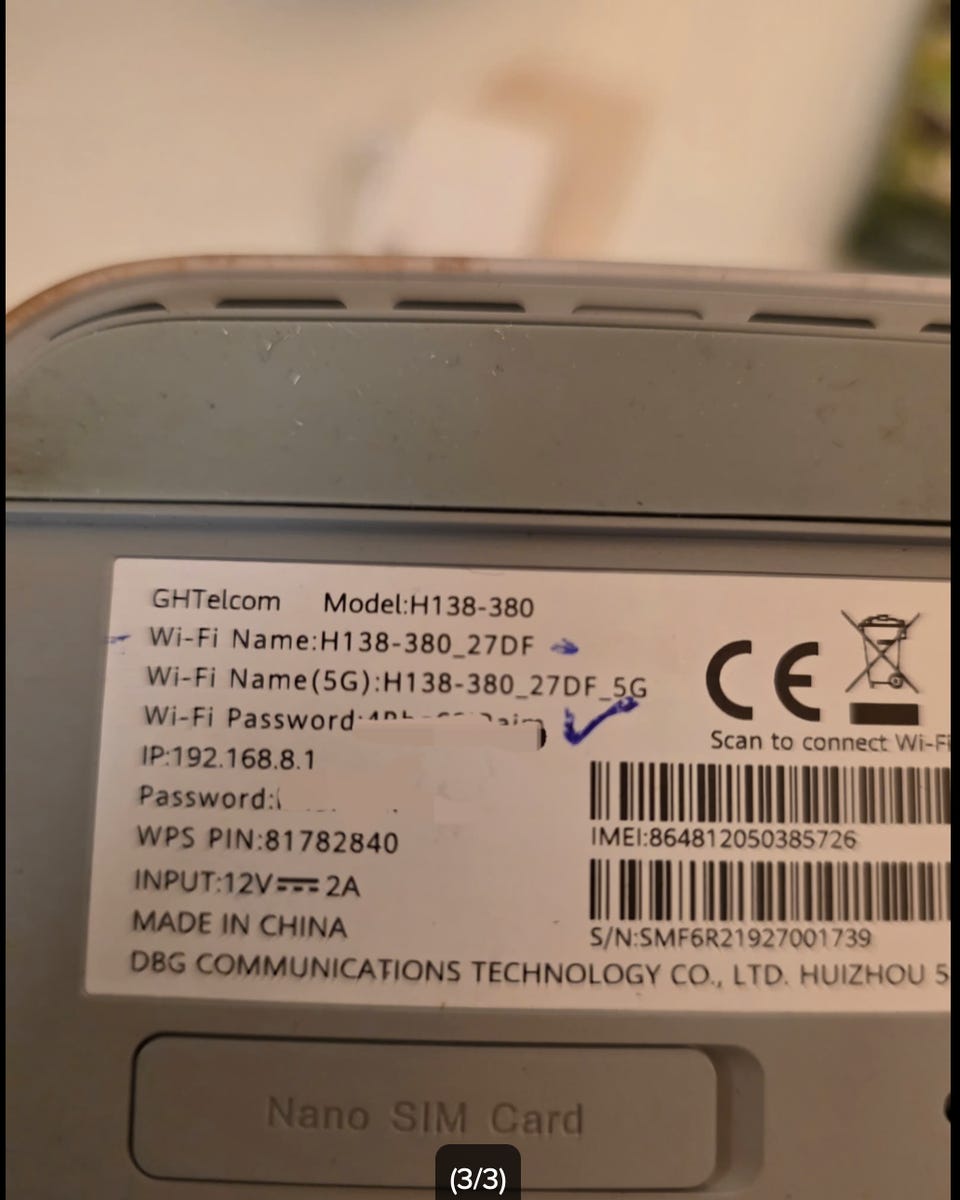 GHTelcom Model:H138-380
Wi-Fi Name:H138-380_27DF
Wi-Fi Name(5G):H138-380_27DF_5G
Wi-Fi Password:
IP:192.168.8.1
Password:
WPS PIN:81782840
INPUT:12V⎓2A
MADE IN CHINA
DBG COMMUNICATIONS TECHNOLOGY CO., LTD. HUIZHOU 5
CE
Scan to connect Wi-Fi
IMEI:864812050385726
S/N:SMF6R21927001739
Nano SIM Card
(3/3)